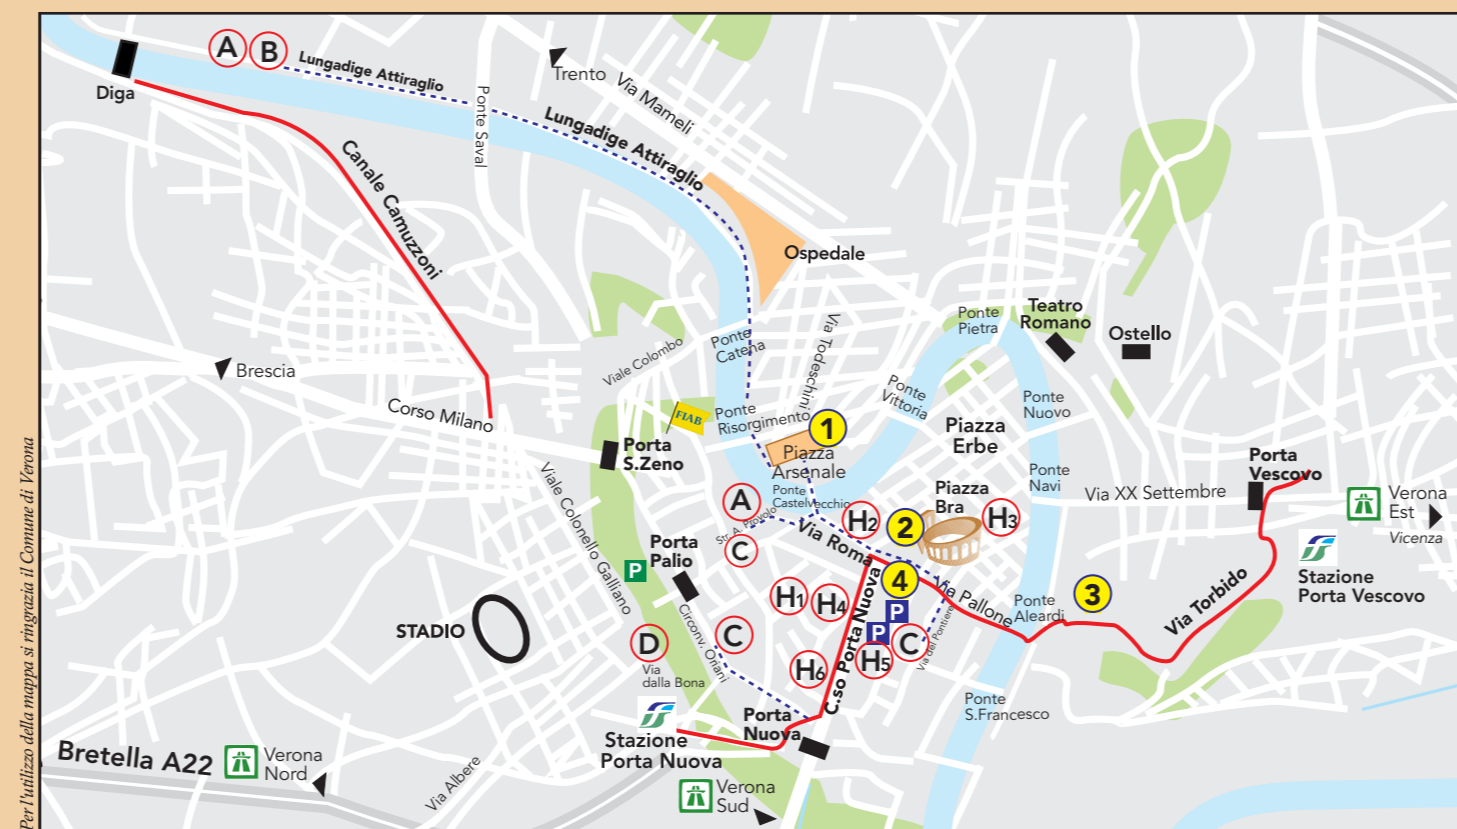 A
B
Lungadige Attiraglio
Trento
Via Mameli
Diga
Ponte Saval
Lungadige Attiraglio
Canale Camuzzoni
Ospedale
Ponte
Pietra
Teatro
Romano
Ostello
Via Todeschini
Ponte
Catena
Viale Colombo
Brescia
Corso Milano
FIAB
Ponte
Risorgimento
1
Piazza
Arsenale
Ponte
Vittoria
Ponte
Nuovo
Piazza
Erbe
Porta
S.Zeno
Ponte
Navi
Via XX Settembre
Porta
Vescovo
Verona
Est
Vicenza
Viale Colonello Galliano
A
Ponte
Castelvecchio
Str. A. Provolo
C
H2
2
Piazza
Bra
H3
Via Roma
Porta
Palio
P
Stazione
Porta Vescovo
STADIO
H1
H4
4
C.so Porta Nuova
P
P
Via Pallone
Ponte
Aleardi
3
Via Torbido
D
Via
dalla Bona
Circonv. Oriani
C
H5
C
Via del Pontiere
H6
Ponte
S.Francesco
Porta
Nuova
Stazione
Porta Nuova
Bretella A22
Verona
Nord
Via Albere
Verona
Sud
Per l'utilizzo della mappa si ringrazia il Comune di Verona